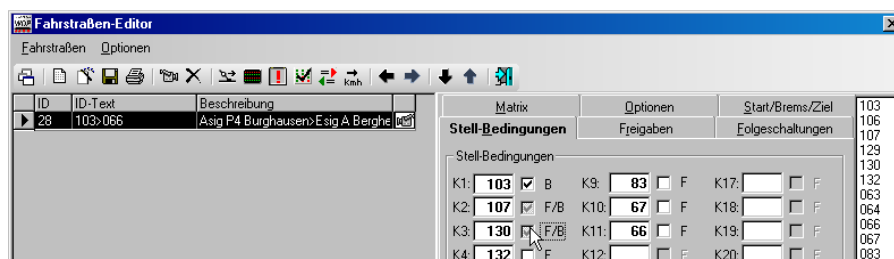 WDP Fahrstraßen-Editor
Fahrstraßen Optionen
kmh
ID ID-Text Beschreibung
28 103>066 Asig P4 Burghausen>Esig A Berghe
Matrix Optionen Start/Brems/Ziel
Stell-Bedingungen Freigaben Folgeschaltungen
Stell-Bedingungen
K1: 103 B K9: 83 F K17: F
K2: 107 F/B K10: 67 F K18: F
K3: 130 F/B K11: 66 F K19: F
K4: 132 F K12: F K20: F
103
106
107
129
130
132
063
064
066
067
083